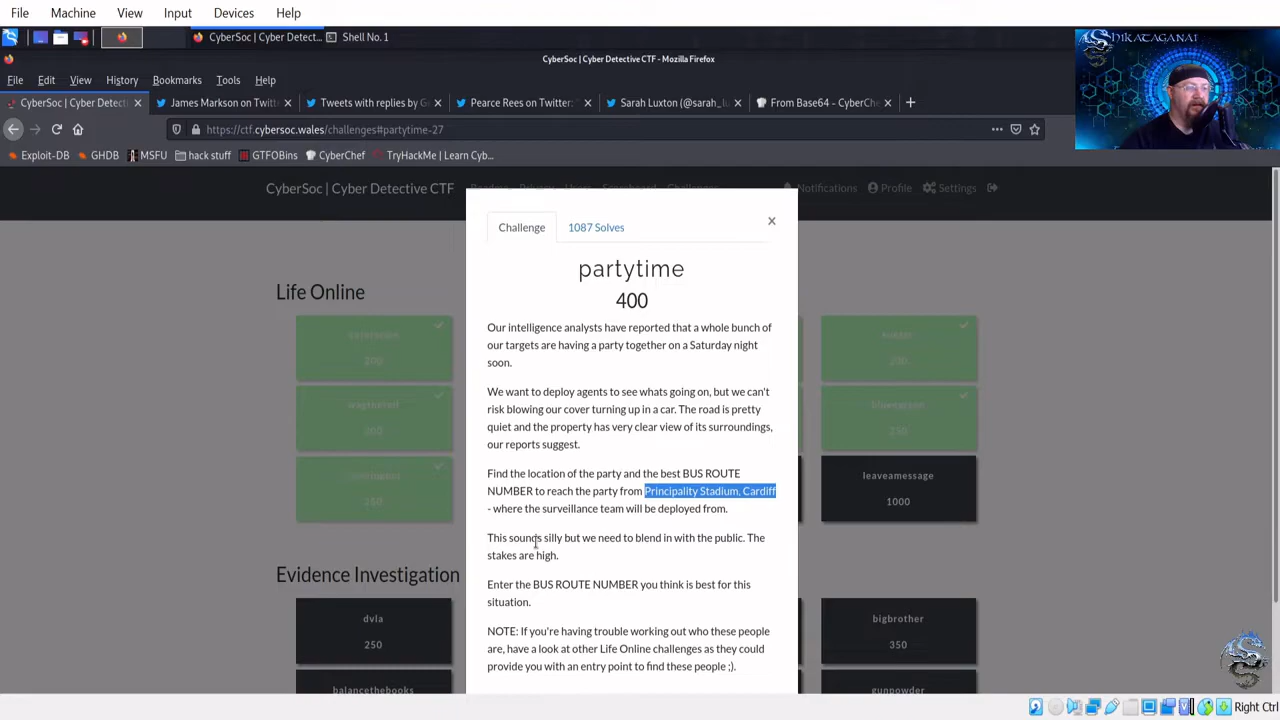 File Machine View Input Devices Help
CyberSoc | Cyber Detect... Shell No. 1
SHIKATAGANAI
CyberSoc | Cyber Detective CTF - Mozilla Firefox
File Edit View History Bookmarks Tools Help
CyberSoc | Cyber Detecti James Markson on Twitt Tweets with replies by Ge Pearce Rees on Twitter: " Sarah Luxton (@sarah_lu From Base64 - CyberChe
https://ctf.cybersoc.wales/challenges#partytime-27
Exploit-DB GHDB MSFU hack stuff GTFOBins CyberChef TryHackMe | Learn Cyb...
CyberSoc | Cyber Detective CTF Notifications Profile Settings
Challenge 1087 Solves
partytime
400
Life Online
Our intelligence analysts have reported that a whole bunch of
our targets are having a party together on a Saturday night
soon.
We want to deploy agents to see whats going on, but we can't
risk blowing our cover turning up in a car. The road is pretty
quiet and the property has very clear view of its surroundings,
our reports suggest.
Find the location of the party and the best BUS ROUTE
NUMBER to reach the party from Principality Stadium, Cardiff
- where the surveillance team will be deployed from.
This sounds silly but we need to blend in with the public. The
stakes are high.
Enter the BUS ROUTE NUMBER you think is best for this
situation.
NOTE: If you're having trouble working out who these people
are, have a look at other Life Online challenges as they could
provide you with an entry point to find these people ;).
leaveamessage
1000
Evidence Investigation
dvla
250
bigbrother
350
balancethebooks
gunpowder
Right Ctrl